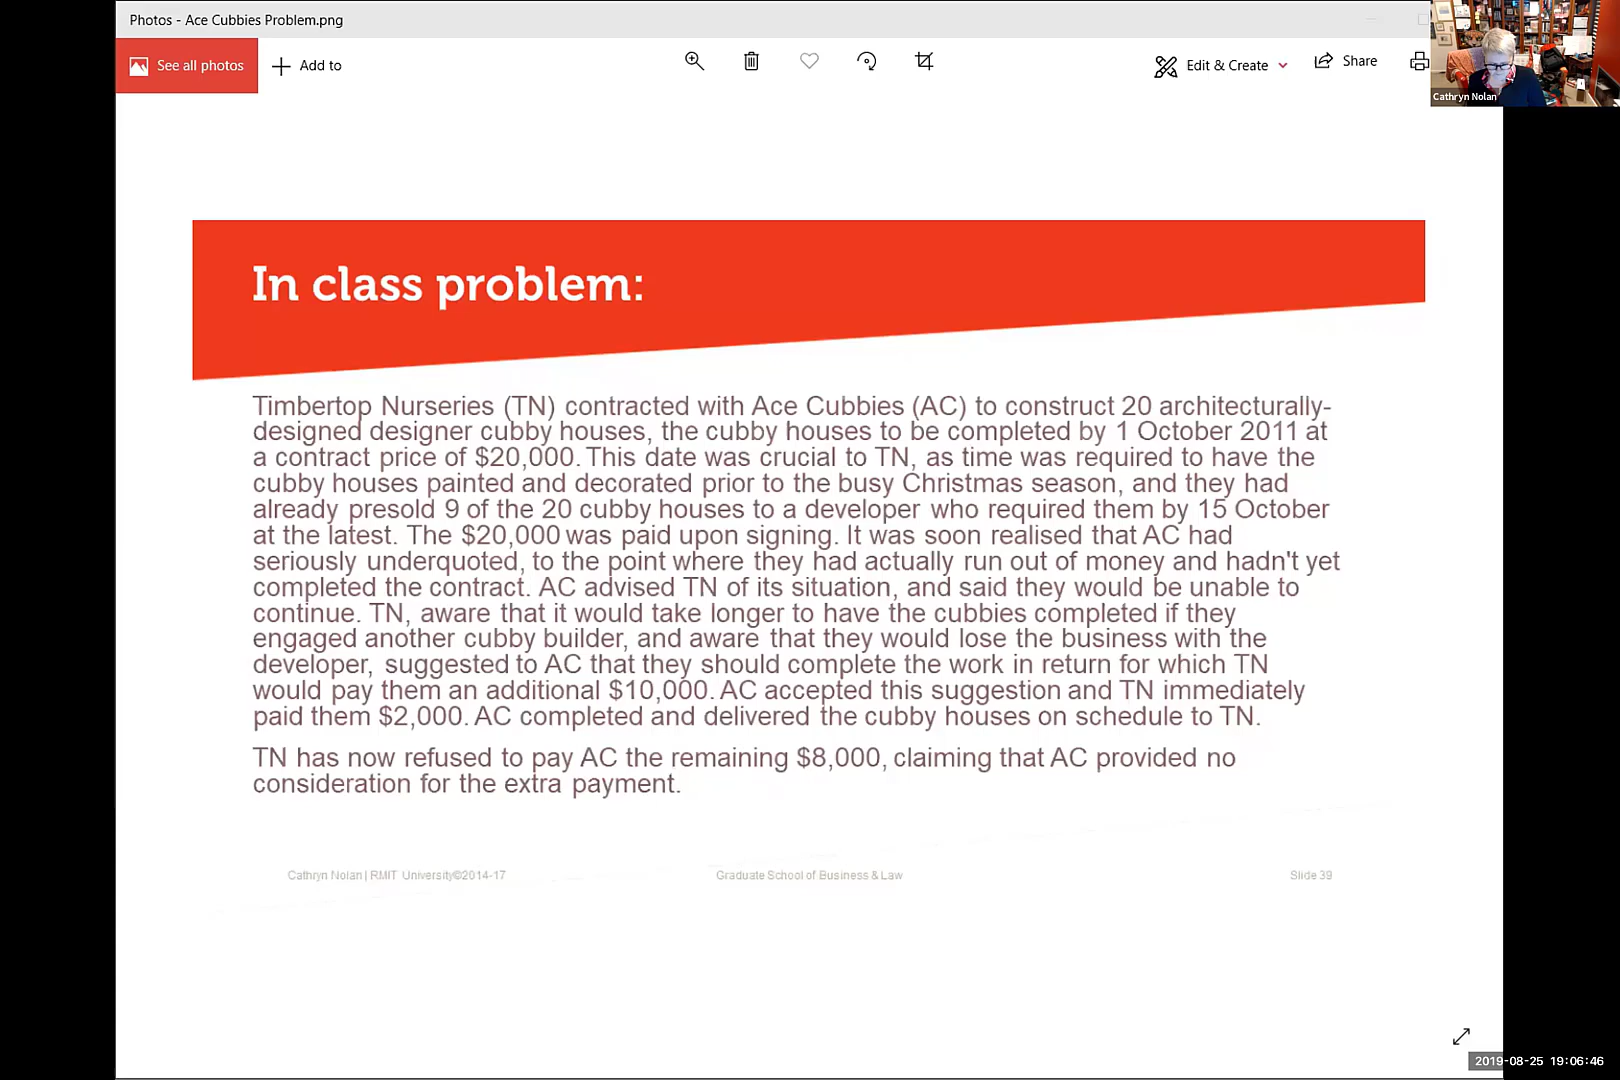 Photos - Ace Cubbies Problem.png
See all photos
Add to
Edit & Create
Share
Cathryn Nolan
In class problem:
Timbertop Nurseries (TN) contracted with Ace Cubbies (AC) to construct 20 architecturally-
designed designer cubby houses, the cubby houses to be completed by 1 October 2011 at
a contract price of $20,000. This date was crucial to TN, as time was required to have the
cubby houses painted and decorated prior to the busy Christmas season, and they had
already presold 9 of the 20 cubby houses to a developer who required them by 15 October
at the latest. The $20,000 was paid upon signing. It was soon realised that AC had
seriously underquoted, to the point where they had actually run out of money and hadn't yet
completed the contract. AC advised TN of its situation, and said they would be unable to
continue. TN, aware that it would take longer to have the cubbies completed if they
engaged another cubby builder, and aware that they would lose the business with the
developer, suggested to AC that they should complete the work in return for which TN
would pay them an additional $10,000. AC accepted this suggestion and TN immediately
paid them $2,000. AC completed and delivered the cubby houses on schedule to TN.
TN has now refused to pay AC the remaining $8,000, claiming that AC provided no
consideration for the extra payment.
Cathryn Nolan | RMIT University©2014-17
Graduate School of Business & Law
Slide 39
2019-08-25 19:06:46